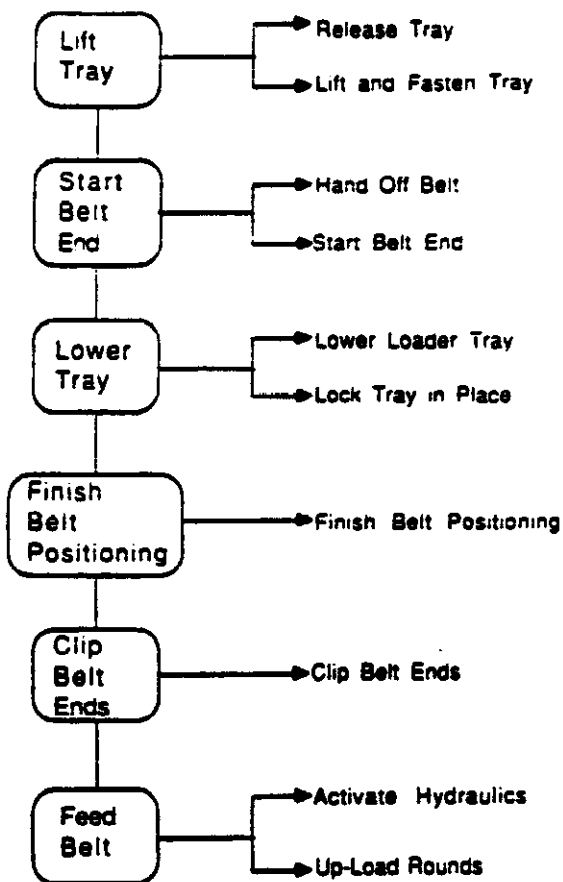 Lift
Tray
Release Tray
Lift and Fasten Tray
Start
Belt
End
Hand Off Belt
Start Belt End
Lower
Tray
Lower Loader Tray
Lock Tray in Place
Finish
Belt
Positioning
Finish Belt Positioning
Clip
Belt
Ends
Clip Belt Ends
Feed
Belt
Activate Hydraulics
Up-Load Rounds